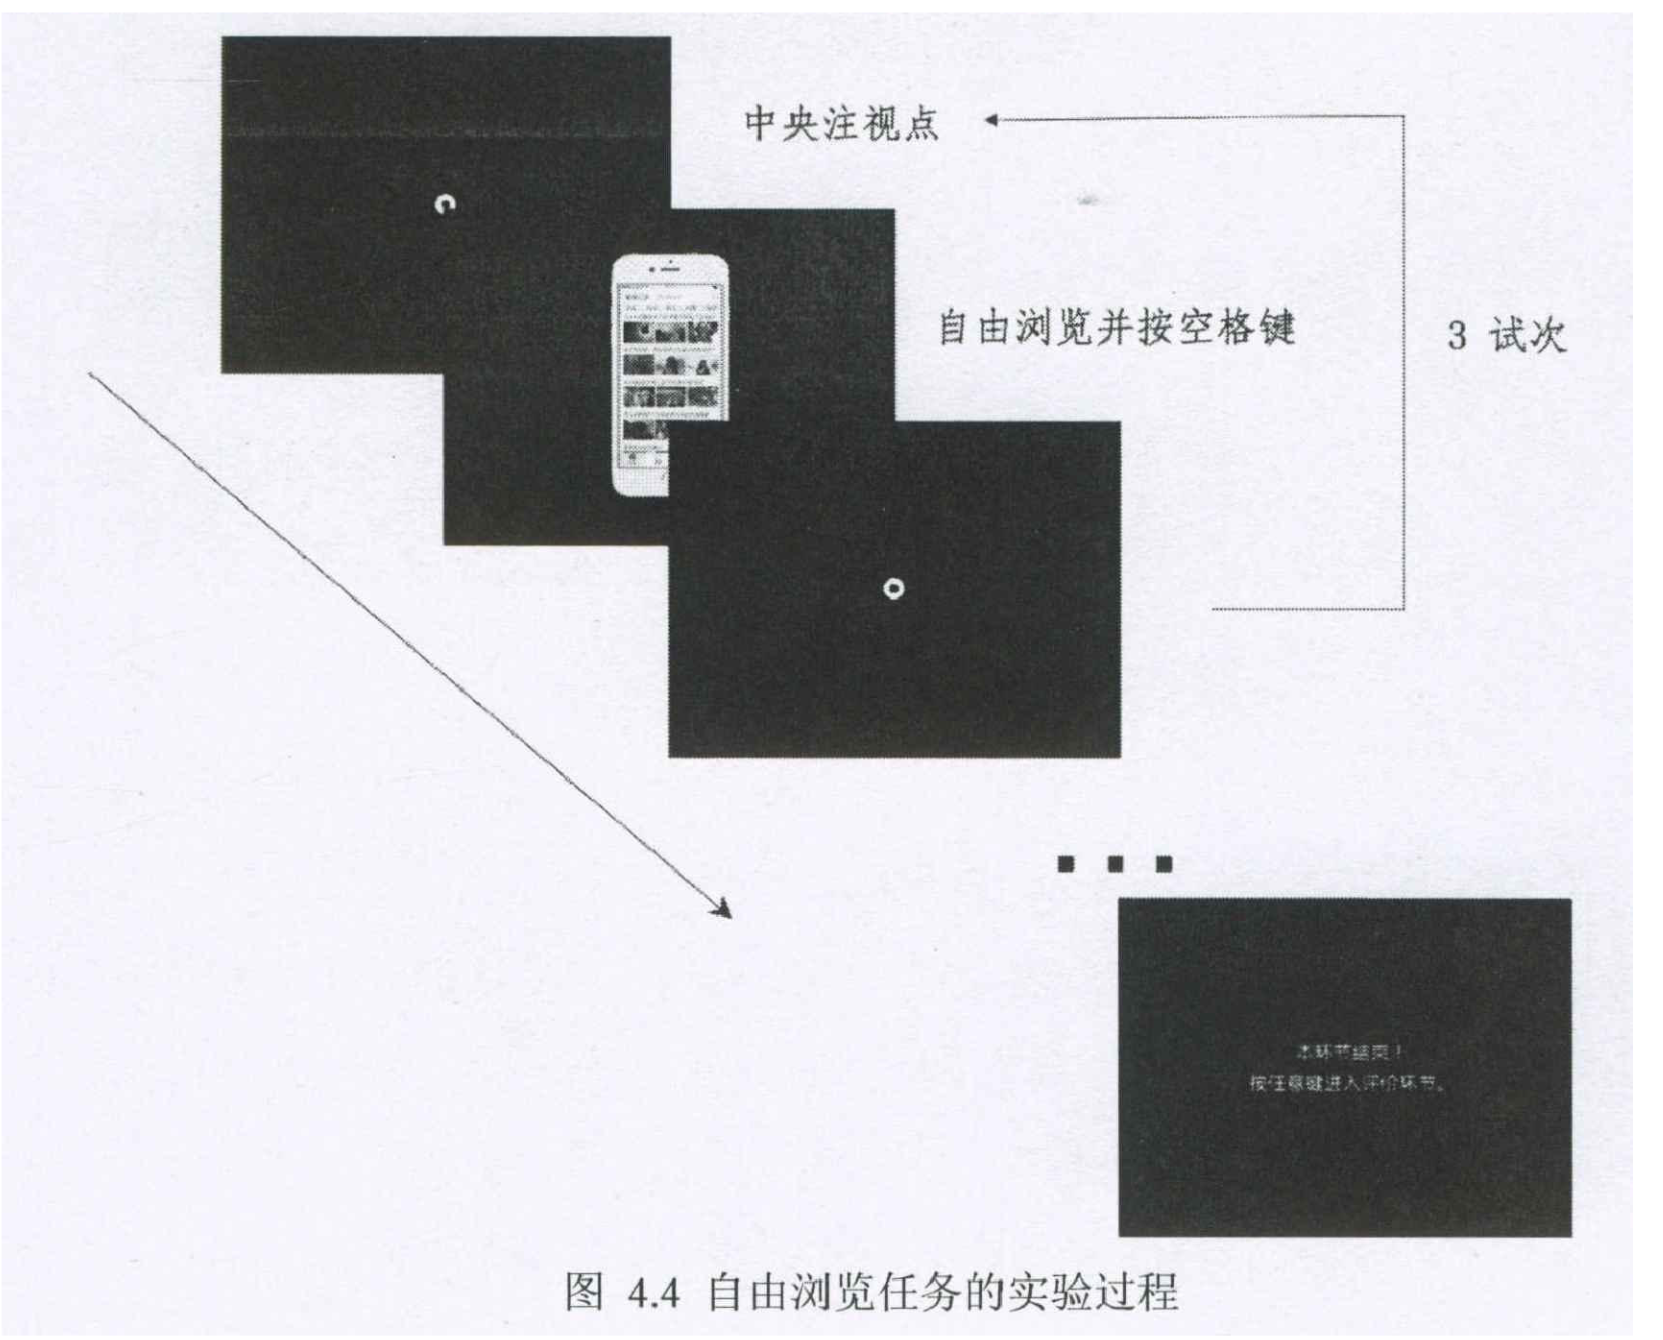 中央注视点
自由浏览并按空格键
3 试次
本环节结束！
按任意键进入评价环节。
图 4.4 自由浏览任务的实验过程